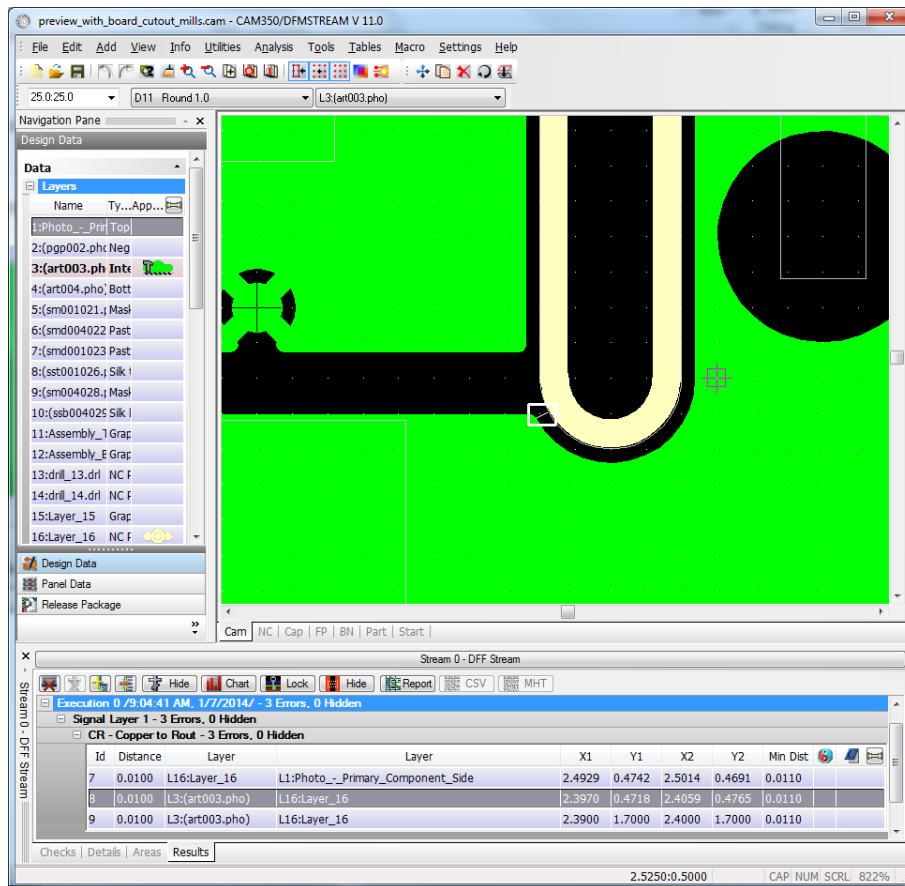 preview_with_board_cutout_mills.cam - CAM350/DFMSTREAM V 11.0
File Edit Add View Info Utilities Analysis Tools Tables Macro Settings Help
25.0:25.0 D11 Round 1.0 L3:(art003.pho)
Navigation Pane
Design Data
Data
Layers
Name Ty...App...
1:Photo_-_Prir Top
2:(pgp002.phc Neg
3:(art003.ph Inte
4:(art004.pho) Bott
5:(sm001021.p Mask
6:(smd004022 Past
7:(smd001023 Past
8:(sst001026.p Silk t
9:(sm004028.p Mask
10:(ssb004029 Silk l
11:Assembly_T Grap
12:Assembly_E Grap
13:drill_13.drl NC F
14:drill_14.drl NC F
15:Layer_15 Grap
16:Layer_16 NC F
Design Data
Panel Data
Release Package
Cam NC Cap FP BN Part Start
Stream 0 - DFF Stream
Hide Chart Lock Hide Report CSV MHT
Stream 0 - DFF Stream
Execution 0 /9:04:41 AM, 1/7/2014/ - 3 Errors, 0 Hidden
Signal Layer 1 - 3 Errors, 0 Hidden
CR - Copper to Rout - 3 Errors, 0 Hidden
Id Distance Layer Layer X1 Y1 X2 Y2 Min Dist
7 0.0100 L16:Layer_16 L1:Photo_-_Primary_Component_Side 2.4929 0.4742 2.5014 0.4691 0.0110
8 0.0100 L3:(art003.pho) L16:Layer_16 2.3970 0.4718 2.4059 0.4765 0.0110
9 0.0100 L3:(art003.pho) L16:Layer_16 2.3900 1.7000 2.4000 1.7000 0.0110
Checks Details Areas Results
2.5250:0.5000 CAP NUM SCRL 822%